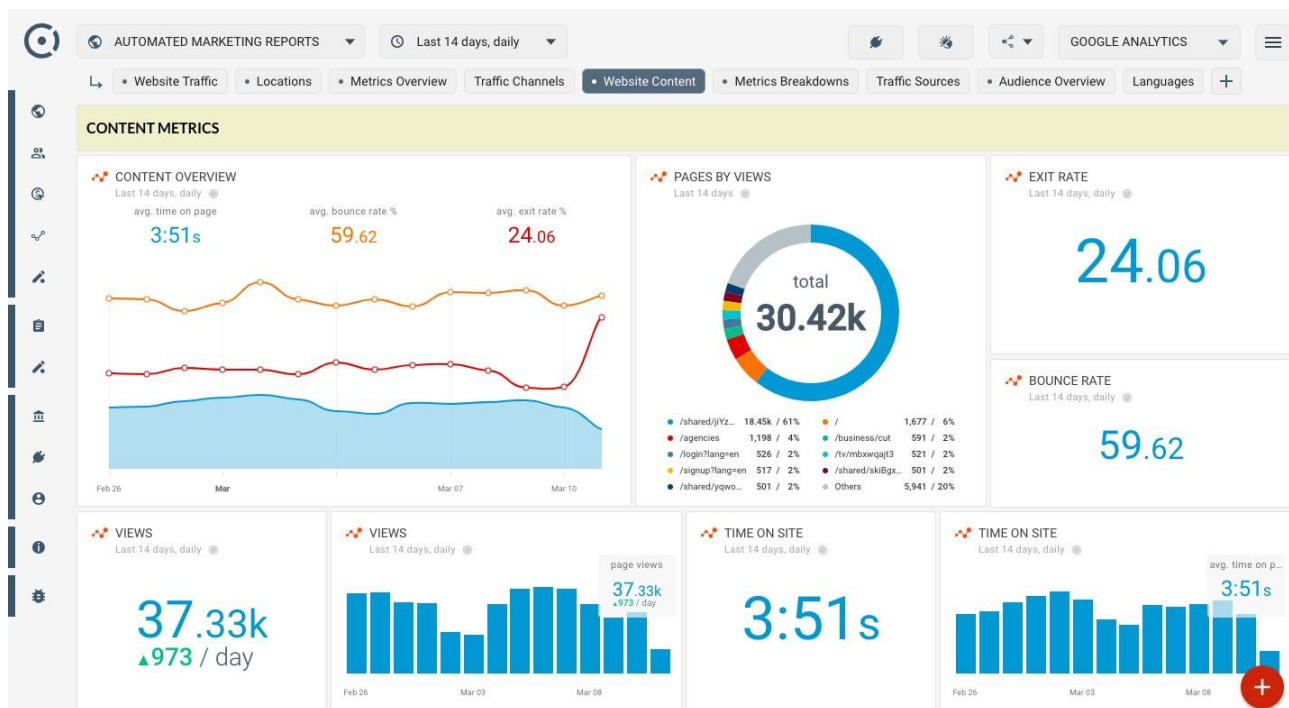 AUTOMATED MARKETING REPORTS
Last 14 days, daily
GOOGLE ANALYTICS
• Website Traffic
• Locations
• Metrics Overview
Traffic Channels
• Website Content
• Metrics Breakdowns
Traffic Sources
• Audience Overview
Languages
+
CONTENT METRICS
CONTENT OVERVIEW
Last 14 days, daily
avg. time on page
3:51s
avg. bounce rate %
59.62
avg. exit rate %
24.06
Feb 26
Mar
Mar 07
Mar 10
PAGES BY VIEWS
Last 14 days
total
30.42k
/shared/jiYz... 18.45k / 61%
/ 1,677 / 6%
/agencies 1,198 / 4%
/business/cut 591 / 2%
/login?lang=en 526 / 2%
/tv/mbxwqajt3 521 / 2%
/signup?lang=en 517 / 2%
/shared/skiBgx... 501 / 2%
/shared/yqwo... 501 / 2%
Others 5,941 / 20%
EXIT RATE
Last 14 days, daily
24.06
BOUNCE RATE
Last 14 days, daily
59.62
VIEWS
Last 14 days, daily
37.33k
▲973 / day
VIEWS
Last 14 days, daily
page views
37.33k
▲973 / day
Feb 26
Mar 03
Mar 08
TIME ON SITE
Last 14 days, daily
3:51s
TIME ON SITE
Last 14 days, daily
avg. time on p...
3:51s
Feb 26
Mar 03
Mar 08
+